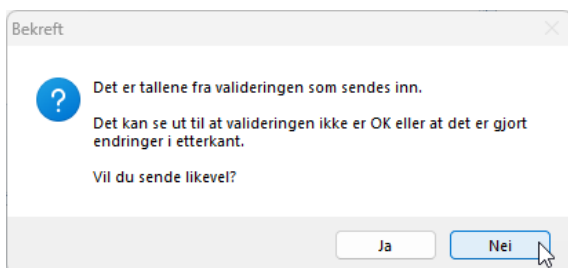 Bekreft
Det er tallene fra valideringen som sendes inn.
Det kan se ut til at valideringen ikke er OK eller at det er gjort
endringer i etterkant.
Vil du sende likevel?
Ja
Nei